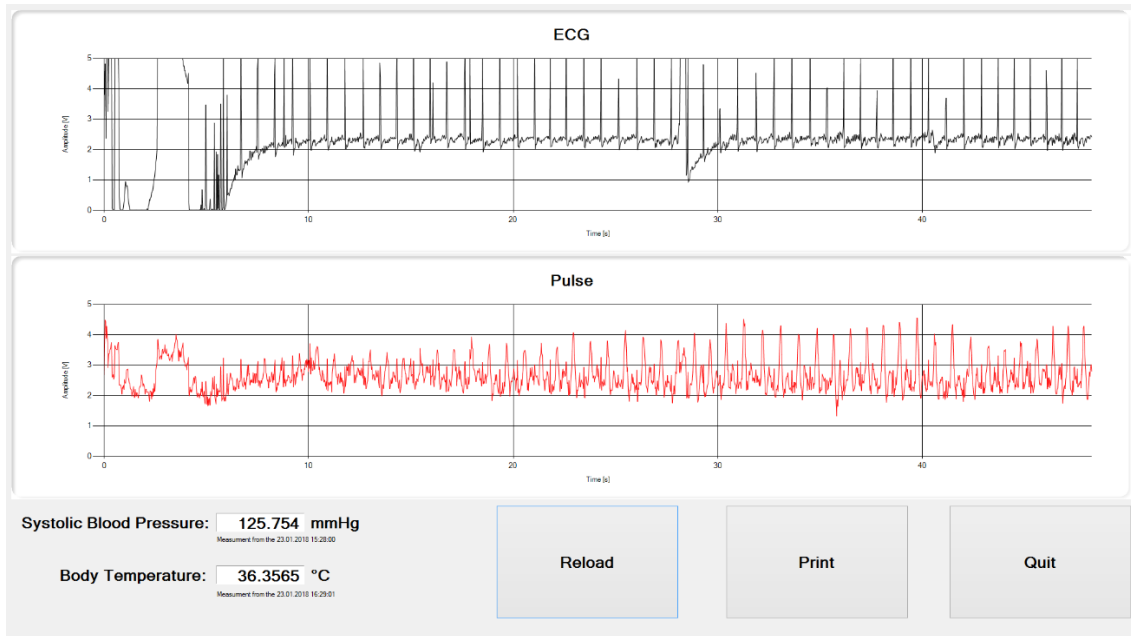 ECG
5
4
3
2
1
0
Amplitude [V]
0 10 20 30 40
Time [s]
Pulse
5
4
3
2
1
0
Amplitude [V]
0 10 20 30 40
Time [s]
Systolic Blood Pressure: 125.754 mmHg
Measument from the 23.01.2018 15:28:00
Body Temperature: 36.3565 °C
Measument from the 23.01.2018 16:29:01
Reload
Print
Quit